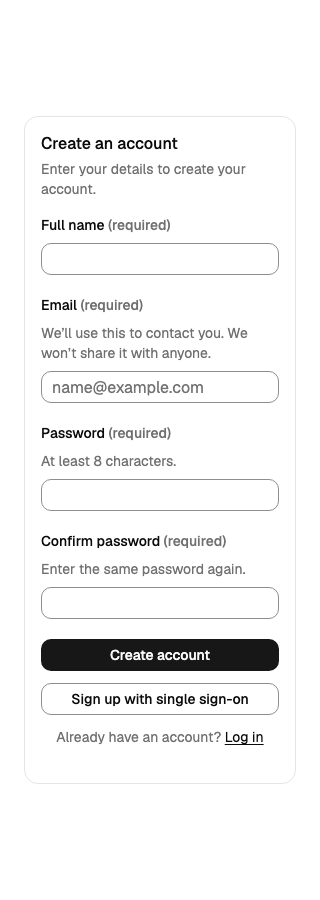 Create an account
Enter your details to create your
account.
Full name (required)
Email (required)
We’ll use this to contact you. We
won’t share it with anyone.
name@example.com
Password (required)
At least 8 characters.
Confirm password (required)
Enter the same password again.
Create account
Sign up with single sign-on
Already have an account? Log in